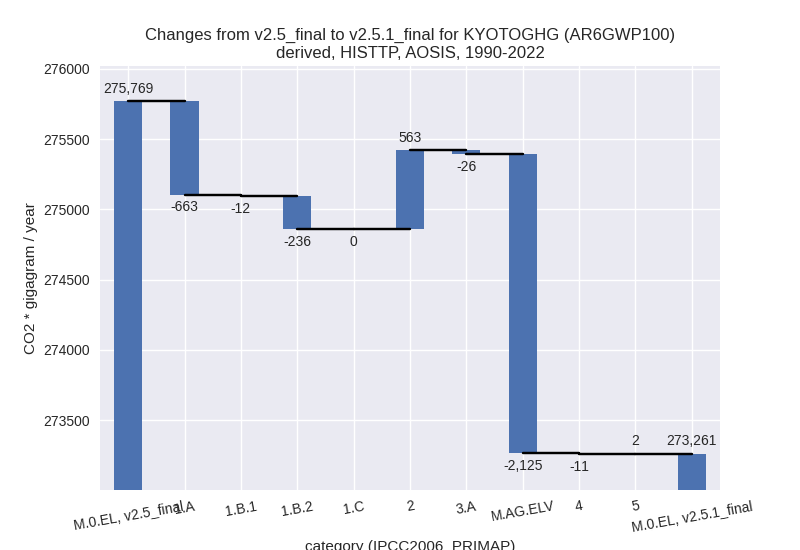 Changes from v2.5_final to v2.5.1_final for KYOTOGHG (AR6GWP100)
derived, HISTTP, AOSIS, 1990-2022
276000
275500
275000
274500
274000
273500
CO2 * gigagram / year
275,769
-663
-12
-236
0
563
-26
-2,125
-11
2
273,261
M.0.EL, v2.5_final
1.A
1.B.1
1.B.2
1.C
2
3.A
M.AG.ELV
4
5
M.0.EL, v2.5.1_final
category (IPCC2006_PRIMAP)